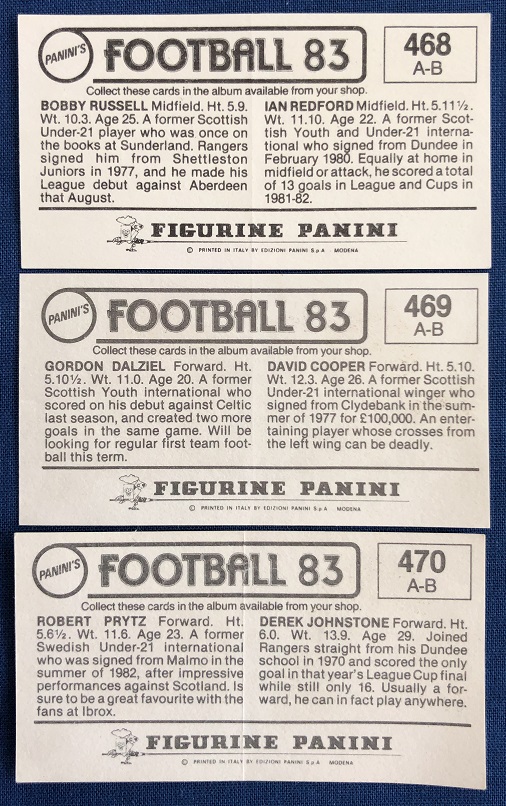 PANINI'S FOOTBALL 83 468
A-B
Collect these cards in the album available from your shop.
BOBBY RUSSELL Midfield. Ht. 5.9.
Wt. 10.3. Age 25. A former Scottish
Under-21 player who was once on
the books at Sunderland. Rangers
signed him from Shettleston
Juniors in 1977, and he made his
League debut against Aberdeen
that August.
IAN REDFORD Midfield. Ht. 5.11½.
Wt. 11.10. Age 22. A former Scot-
tish Youth and Under-21 interna-
tional who signed from Dundee in
February 1980. Equally at home in
midfield or attack, he scored a total
of 13 goals in League and Cups in
1981-82.
FIGURINE PANINI
© PRINTED IN ITALY BY EDIZIONI PANINI S.p.A. MODENA
PANINI'S FOOTBALL 83 469
A-B
Collect these cards in the album available from your shop.
GORDON DALZIEL Forward. Ht.
5.10½. Wt. 11.0. Age 20. A former
Scottish Youth international who
scored on his debut against Celtic
last season, and created two more
goals in the same game. Will be
looking for regular first team foot-
ball this term.
DAVID COOPER Forward. Ht. 5.10.
Wt. 12.3. Age 26. A former Scottish
Under-21 international winger who
signed from Clydebank in the sum-
mer of 1977 for £100,000. An enter-
taining player whose crosses from
the left wing can be deadly.
FIGURINE PANINI
© PRINTED IN ITALY BY EDIZIONI PANINI S.p.A. MODENA
PANINI'S FOOTBALL 83 470
A-B
Collect these cards in the album available from your shop.
ROBERT PRYTZ Forward. Ht.
5.6½. Wt. 11.6. Age 23. A former
Swedish Under-21 international
who was signed from Malmo in the
summer of 1982, after impressive
performances against Scotland. Is
sure to be a great favourite with the
fans at Ibrox.
DEREK JOHNSTONE Forward. Ht.
6.0. Wt. 13.9. Age 29. Joined
Rangers straight from his Dundee
school in 1970 and scored the only
goal in that year's League Cup final
while still only 16. Usually a for-
ward, he can in fact play anywhere.
FIGURINE PANINI
© PRINTED IN ITALY BY EDIZIONI PANINI S.p.A. MODENA